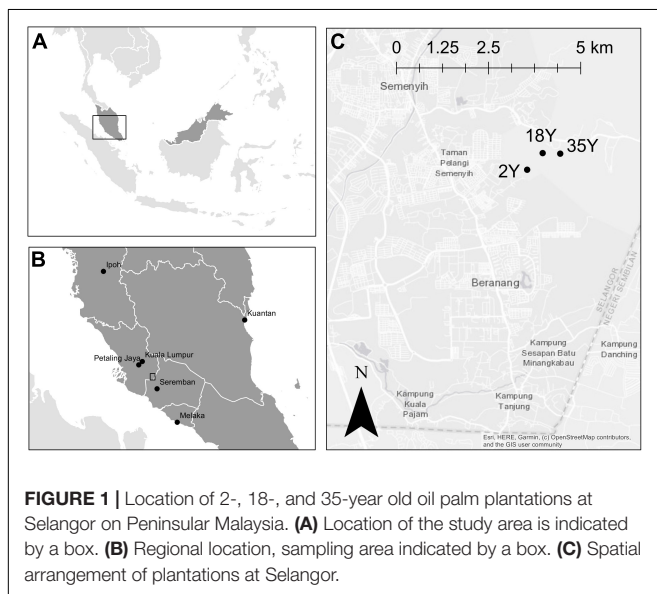 A
B
Ipoh
Kuantan
Petaling Jaya
Kuala Lumpur
Seremban
Melaka
C
0 1.25 2.5 5 km
Semenyih
Taman
Pelangi
Semenyih
18Y
35Y
2Y
Beranang
SELANGOR
NEGERI SEMBILAN
Kampung
Sesapan Batu
Minangkabau
Kampung
Danching
Kampung
Kuala
Pajam
Kampung
Tanjung
N
Esri, HERE, Garmin, (c) OpenStreetMap contributors,
and the GIS user community
FIGURE 1 | Location of 2-, 18-, and 35-year old oil palm plantations at
Selangor on Peninsular Malaysia. (A) Location of the study area is indicated
by a box. (B) Regional location, sampling area indicated by a box. (C) Spatial
arrangement of plantations at Selangor.